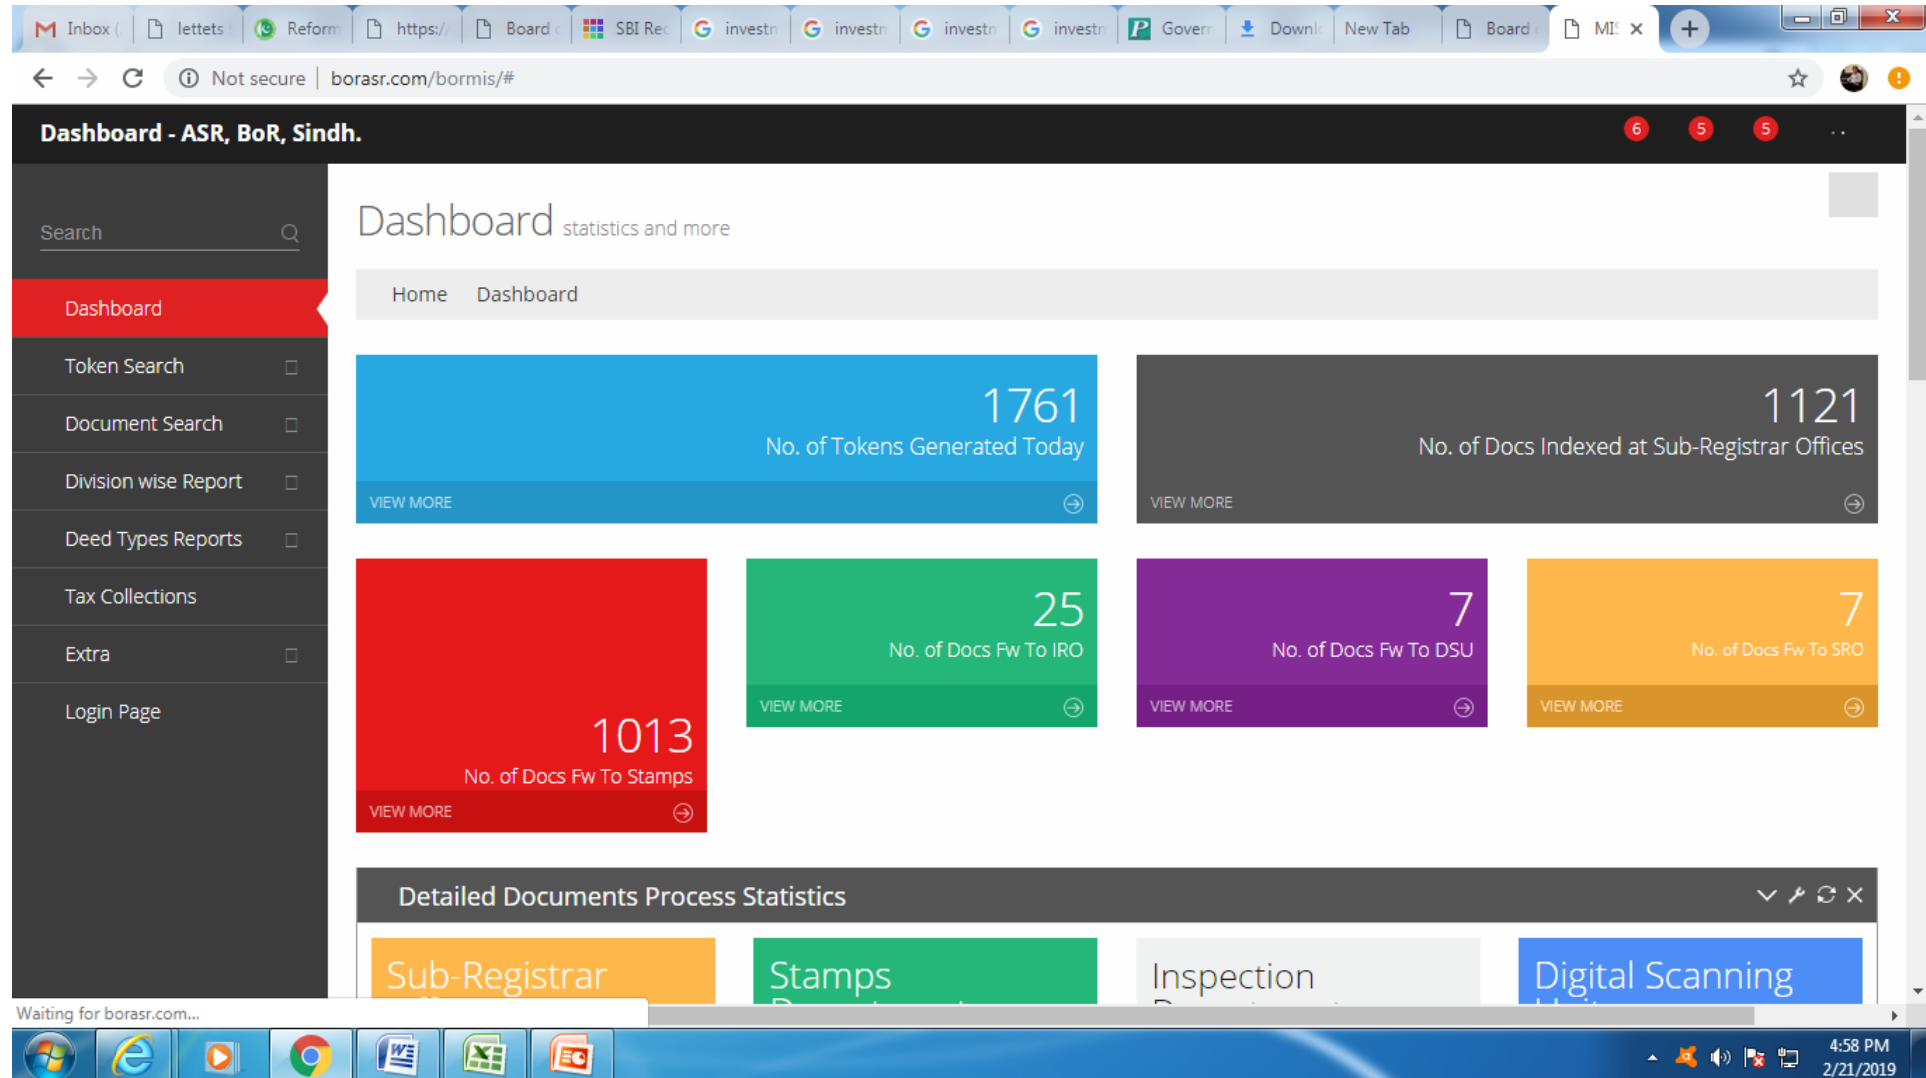 Inbox (
lettets
Reform
https://
Board
SBI Rec
investn
investn
investn
investn
Govern
Downlo
New Tab
Board
MIS
Not secure | borasr.com/bormis/#
Dashboard - ASR, BoR, Sindh.
6 5 5 . .
Search
Dashboard statistics and more
Home Dashboard
Dashboard
Token Search
Document Search
Division wise Report
Deed Types Reports
Tax Collections
Extra
Login Page
1761
No. of Tokens Generated Today
VIEW MORE
1121
No. of Docs Indexed at Sub-Registrar Offices
VIEW MORE
1013
No. of Docs Fw To Stamps
VIEW MORE
25
No. of Docs Fw To IRO
VIEW MORE
7
No. of Docs Fw To DSU
VIEW MORE
7
No. of Docs Fw To SRO
VIEW MORE
Detailed Documents Process Statistics
Sub-Registrar
Stamps
Inspection
Digital Scanning
Waiting for borasr.com...
4:58 PM
2/21/2019